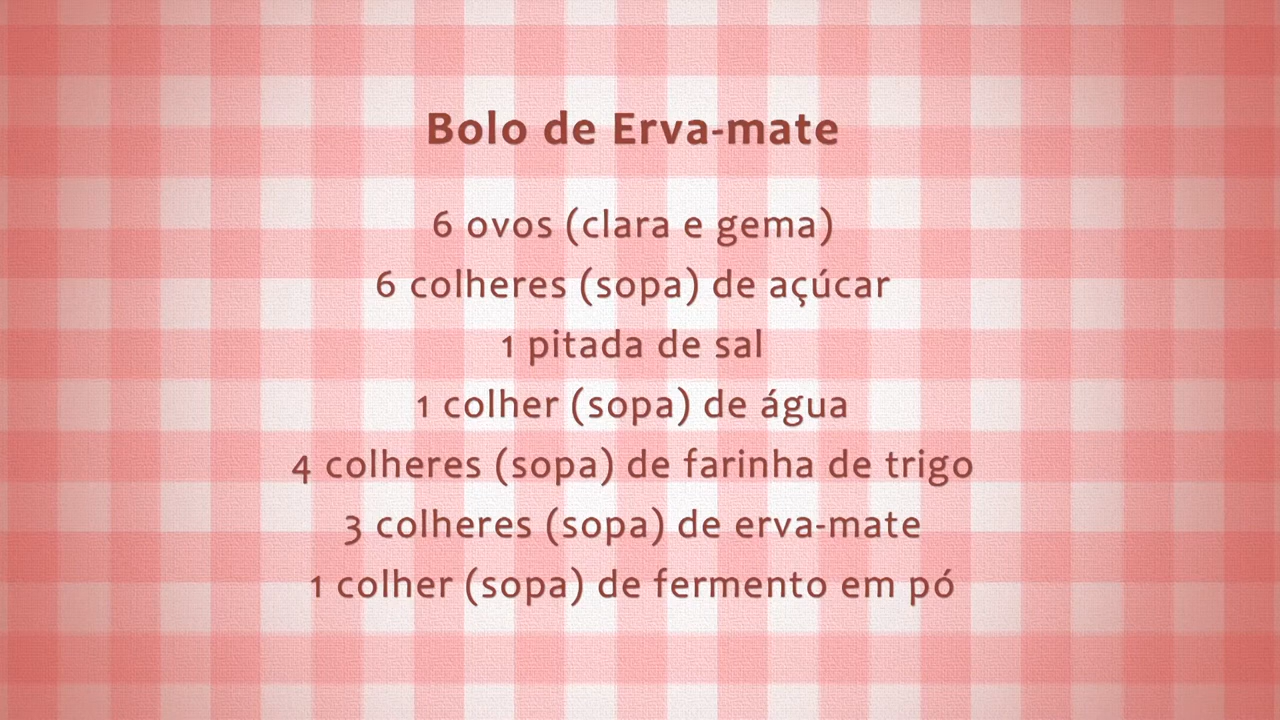 Bolo de Erva-mate
6 ovos (clara e gema)
6 colheres (sopa) de açúcar
1 pitada de sal
1 colher (sopa) de água
4 colheres (sopa) de farinha de trigo
3 colheres (sopa) de erva-mate
1 colher (sopa) de fermento em pó